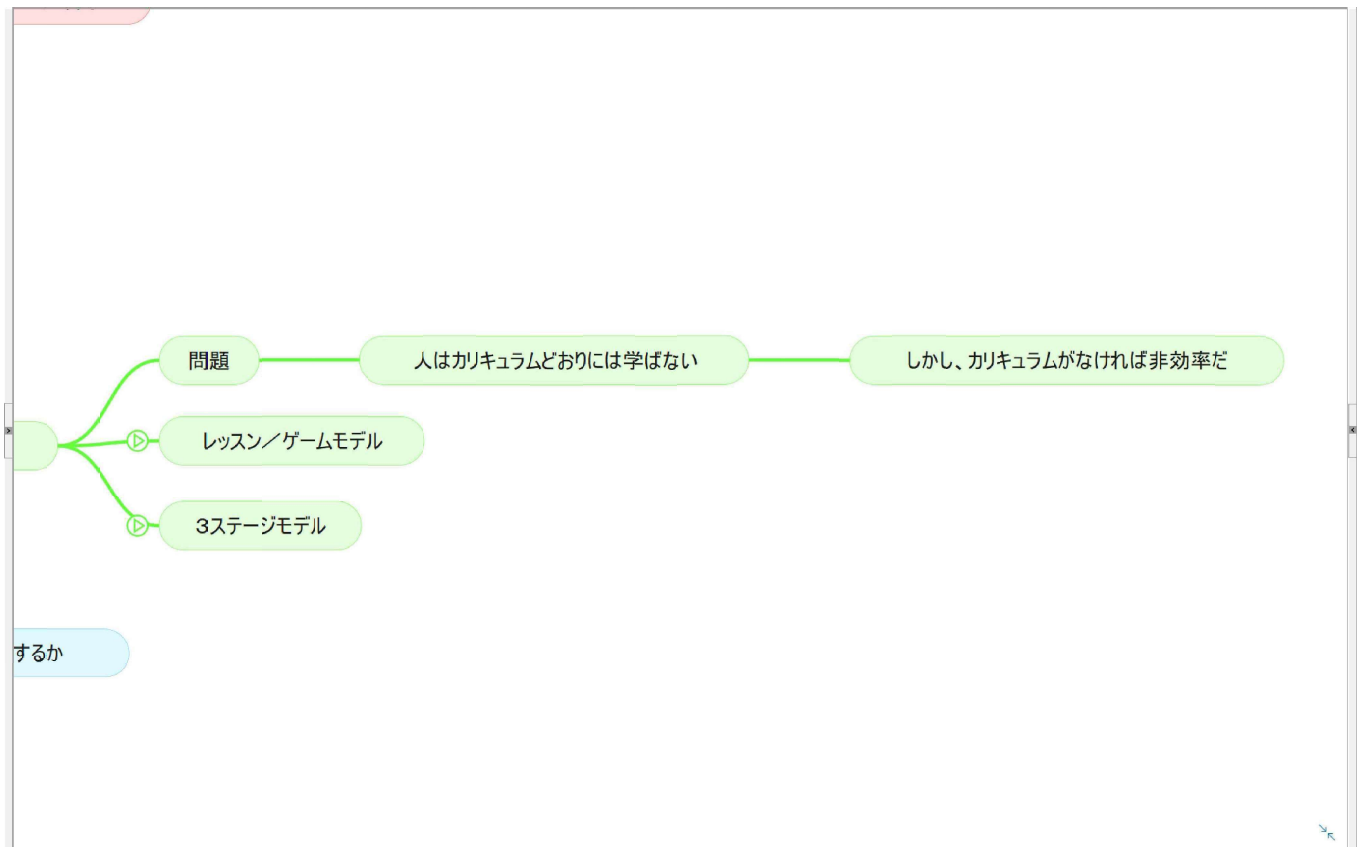 問題
人はカリキュラムどおりには学ばない
しかし、カリキュラムがなければ非効率だ
レッスン／ゲームモデル
3ステージモデル
するか